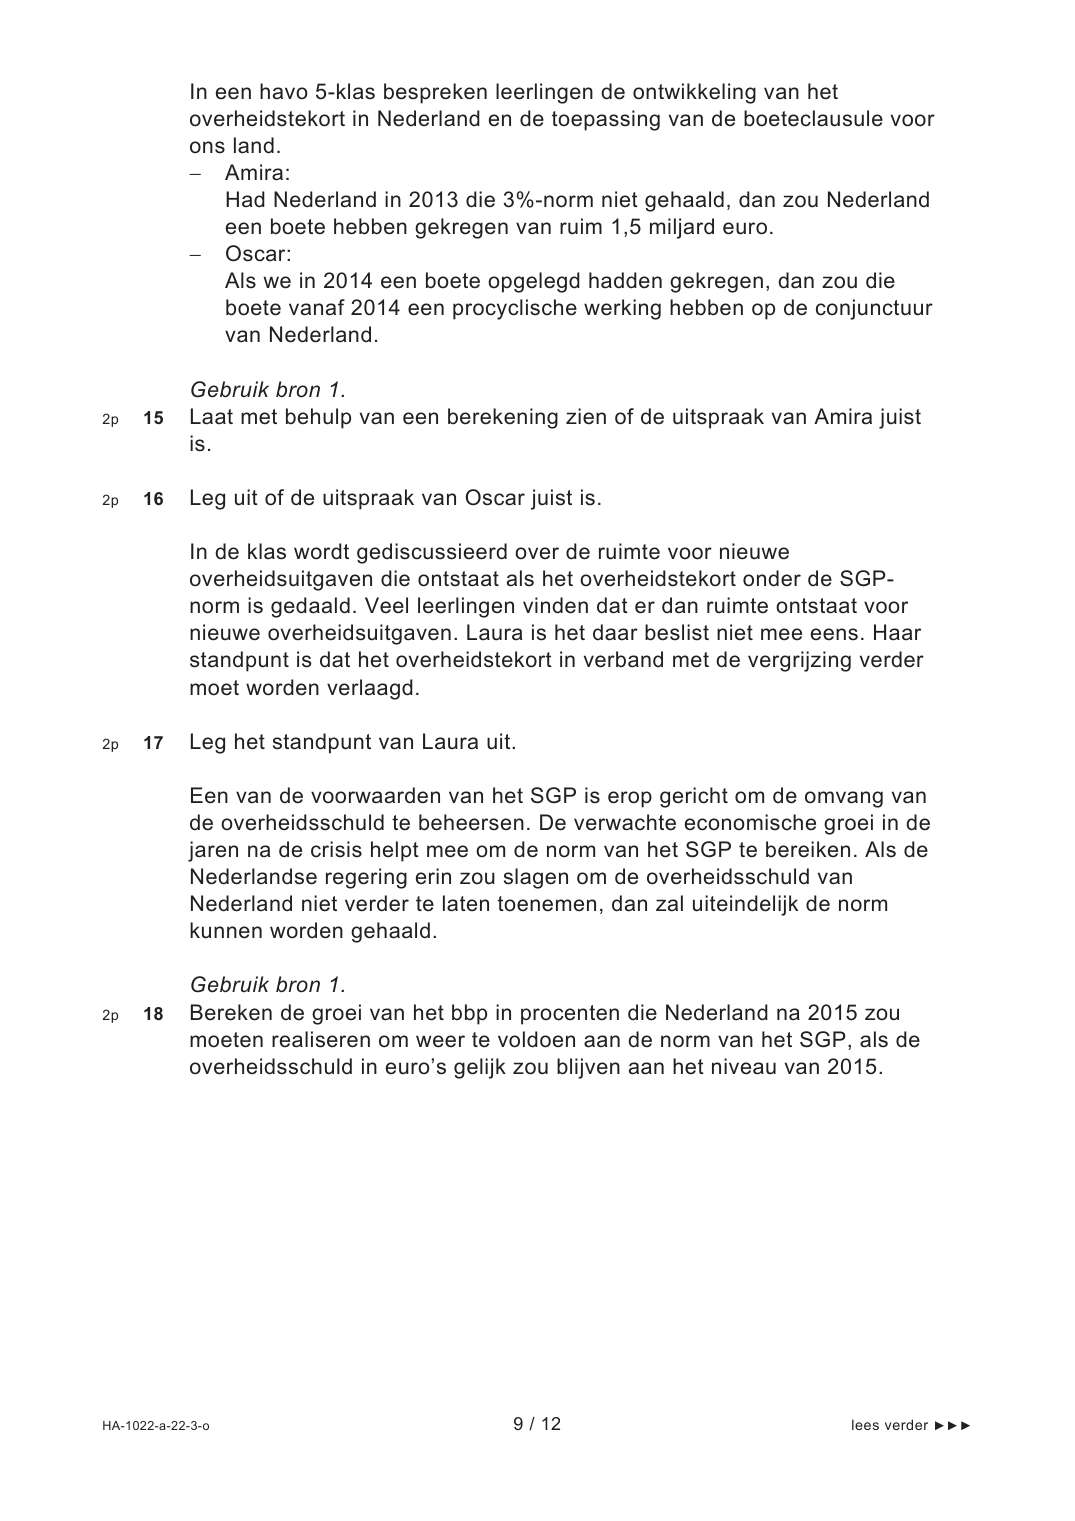 In een havo 5-klas bespreken leerlingen de ontwikkeling van het
overheidstekort in Nederland en de toepassing van de boeteclausule voor
ons land.
– Amira:
Had Nederland in 2013 die 3%-norm niet gehaald, dan zou Nederland
een boete hebben gekregen van ruim 1,5 miljard euro.
– Oscar:
Als we in 2014 een boete opgelegd hadden gekregen, dan zou die
boete vanaf 2014 een procyclische werking hebben op de conjunctuur
van Nederland.
Gebruik bron 1.
2p 15 Laat met behulp van een berekening zien of de uitspraak van Amira juist
is.
2p 16 Leg uit of de uitspraak van Oscar juist is.
In de klas wordt gediscussieerd over de ruimte voor nieuwe
overheidsuitgaven die ontstaat als het overheidstekort onder de SGP-
norm is gedaald. Veel leerlingen vinden dat er dan ruimte ontstaat voor
nieuwe overheidsuitgaven. Laura is het daar beslist niet mee eens. Haar
standpunt is dat het overheidstekort in verband met de vergrijzing verder
moet worden verlaagd.
2p 17 Leg het standpunt van Laura uit.
Een van de voorwaarden van het SGP is erop gericht om de omvang van
de overheidsschuld te beheersen. De verwachte economische groei in de
jaren na de crisis helpt mee om de norm van het SGP te bereiken. Als de
Nederlandse regering erin zou slagen om de overheidsschuld van
Nederland niet verder te laten toenemen, dan zal uiteindelijk de norm
kunnen worden gehaald.
Gebruik bron 1.
2p 18 Bereken de groei van het bbp in procenten die Nederland na 2015 zou
moeten realiseren om weer te voldoen aan de norm van het SGP, als de
overheidsschuld in euro’s gelijk zou blijven aan het niveau van 2015.
HA-1022-a-22-3-o 9 / 12 lees verder ►►►